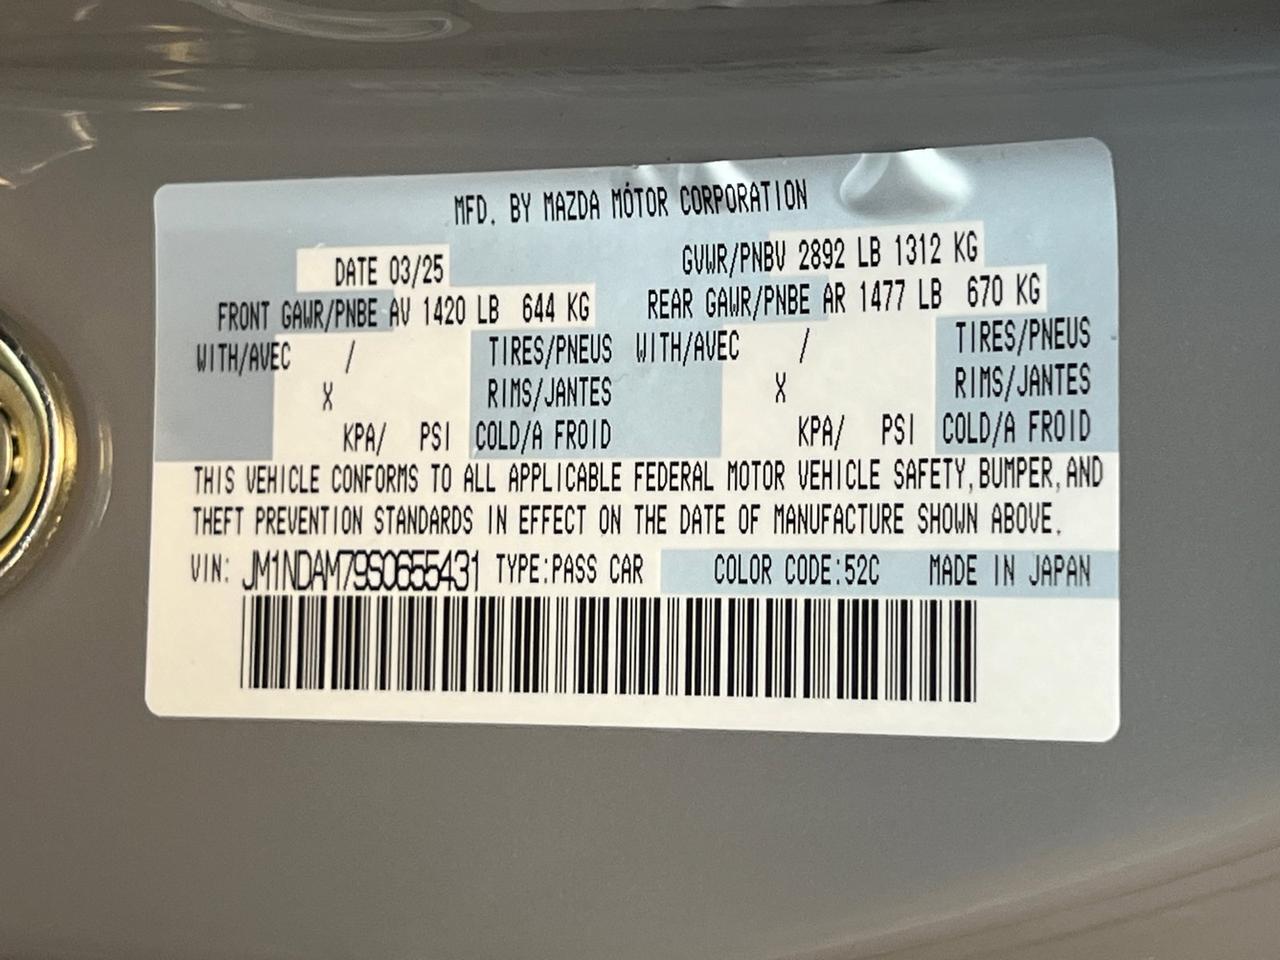 MFD. BY MAZDA MOTOR CORPORATION
DATE 03/25 GVWR/PNBV 2892 LB 1312 KG
FRONT GAWR/PNBE AV 1420 LB 644 KG REAR GAWR/PNBE AR 1477 LB 670 KG
WITH/AVEC / TIRES/PNEUS WITH/AVEC / TIRES/PNEUS
X RIMS/JANTES X RIMS/JANTES
KPA/ PSI COLD/A FROID KPA/ PSI COLD/A FROID
THIS VEHICLE CONFORMS TO ALL APPLICABLE FEDERAL MOTOR VEHICLE SAFETY, BUMPER, AND
THEFT PREVENTION STANDARDS IN EFFECT ON THE DATE OF MANUFACTURE SHOWN ABOVE.
VIN: JM1NDAM79S0655431 TYPE:PASS CAR COLOR CODE:52C MADE IN JAPAN